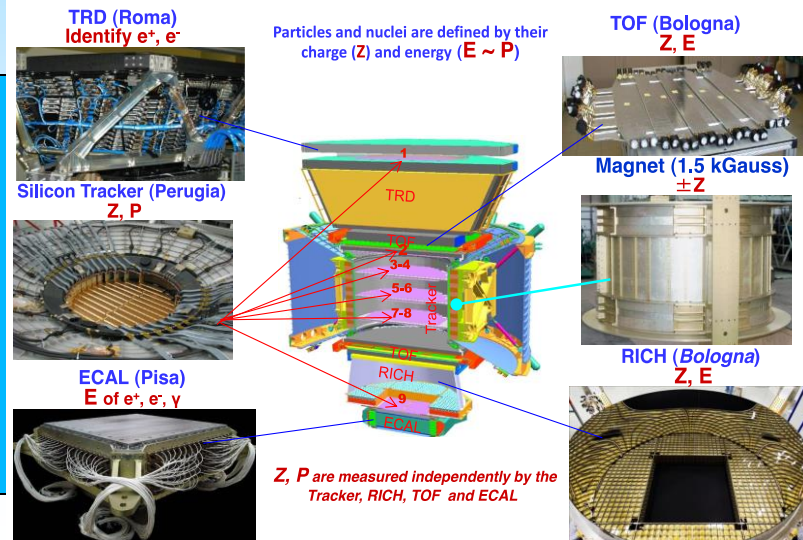 TRD (Roma)
Identify e⁺, e⁻
Particles and nuclei are defined by their
charge (Z) and energy (E ~ P)
TOF (Bologna)
Z, E
Silicon Tracker (Perugia)
Z, P
Magnet (1.5 kGauss)
±Z
1
TRD
TOF
2
3-4
5-6
7-8
Tracker
TOF
RICH
9
ECAL
ECAL (Pisa)
E of e⁺, e⁻, γ
RICH (Bologna)
Z, E
Z, P are measured independently by the
Tracker, RICH, TOF and ECAL